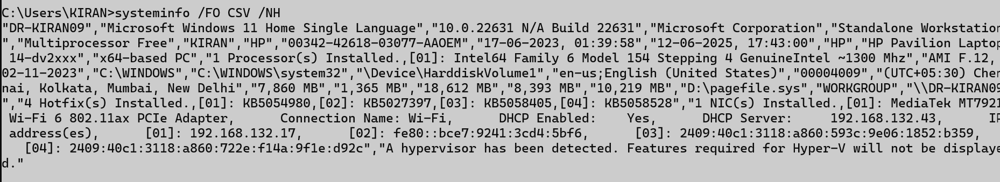 C:\Users\KIRAN>systeminfo /FO CSV /NH
"DR-KIRAN09","Microsoft Windows 11 Home Single Language","10.0.22631 N/A Build 22631","Microsoft Corporation","Standalone Workstation
","Multiprocessor Free","KIRAN","HP","00342-42618-03077-AAOEM","17-06-2023, 01:39:58","12-06-2025, 17:43:00","HP","HP Pavilion Laptop
 14-dv2xxx","x64-based PC","1 Processor(s) Installed.,[01]: Intel64 Family 6 Model 154 Stepping 4 GenuineIntel ~1300 Mhz","AMI F.12,
02-11-2023","C:\WINDOWS","C:\WINDOWS\system32","\Device\HarddiskVolume1","en-us;English (United States)","00004009","(UTC+05:30) Chen
nai, Kolkata, Mumbai, New Delhi","7,860 MB","1,365 MB","18,612 MB","8,393 MB","10,219 MB","D:\pagefile.sys","WORKGROUP","\\DR-KIRAN09
","4 Hotfix(s) Installed.,[01]: KB5054980,[02]: KB5027397,[03]: KB5058405,[04]: KB5058528","1 NIC(s) Installed.,[01]: MediaTek MT7921
 Wi-Fi 6 802.11ax PCIe Adapter,      Connection Name: Wi-Fi,      DHCP Enabled:    Yes,      DHCP Server:     192.168.132.43,      IP
 address(es),      [01]: 192.168.132.17,      [02]: fe80::bce7:9241:3cd4:5bf6,      [03]: 2409:40c1:3118:a860:593c:9e06:1852:b359,
   [04]: 2409:40c1:3118:a860:722e:f14a:9f1e:d92c","A hypervisor has been detected. Features required for Hyper-V will not be displaye
d."